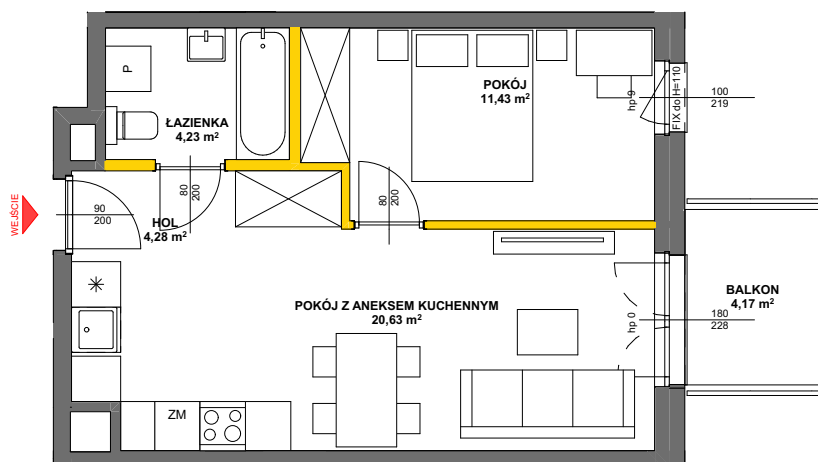 P
ŁAZIENKA
4,23 m²
POKÓJ
11,43 m²
hp 9
FIX do H=110
100
219
80
200
80
200
WEJŚCIE
90
200
HOL
4,28 m²
POKÓJ Z ANEKSEM KUCHENNYM
20,63 m²
hp 0
180
228
BALKON
4,17 m²
ZM